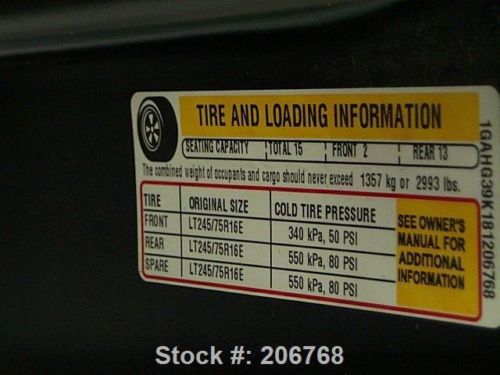 TIRE AND LOADING INFORMATION
SEATING CAPACITY TOTAL 15 FRONT 2 REAR 13
The combined weight of occupants and cargo should never exceed 1357 kg or 2993 lbs.
TIRE ORIGINAL SIZE COLD TIRE PRESSURE
FRONT LT245/75R16E 340 kPa, 50 PSI
REAR LT245/75R16E 550 kPa, 80 PSI
SPARE LT245/75R16E 550 kPa, 80 PSI
SEE OWNER'S
MANUAL FOR
ADDITIONAL
INFORMATION
1GAHG39K181206768
Stock #: 206768